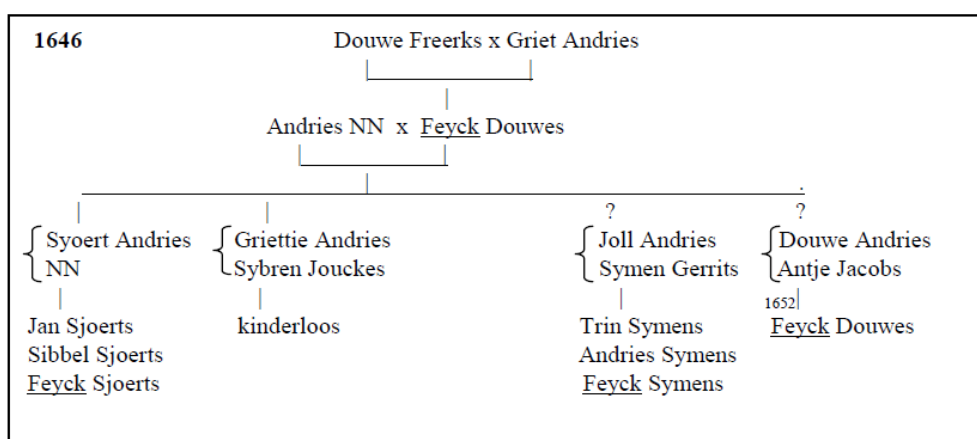 1646 Douwe Freerks x Griet Andries
Andries NN x Feyck Douwes
? ?
Syoert Andries Griettie Andries Joll Andries Douwe Andries
NN Sybren Jouckes Symen Gerrits Antje Jacobs
1652
Jan Sjoerts kinderloos Trin Symens Feyck Douwes
Sibbel Sjoerts Andries Symens
Feyck Sjoerts Feyck Symens